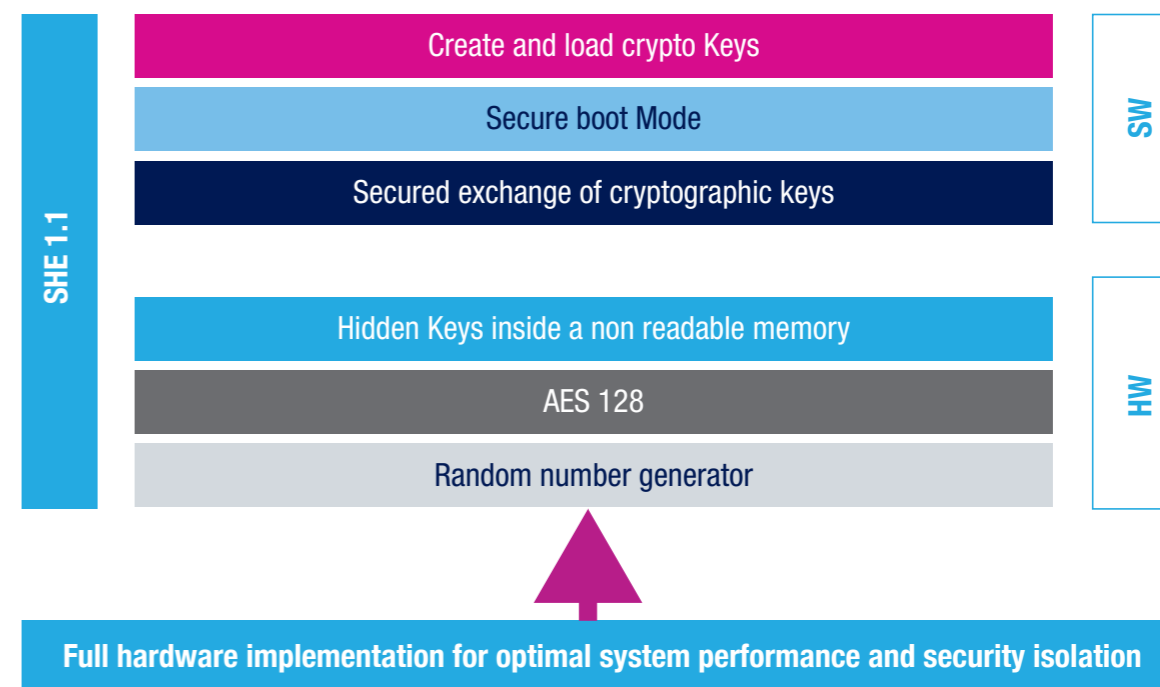 SHE 1.1
Create and load crypto Keys
Secure boot Mode
Secured exchange of cryptographic keys
SW
Hidden Keys inside a non readable memory
AES 128
Random number generator
HW
Full hardware implementation for optimal system performance and security isolation